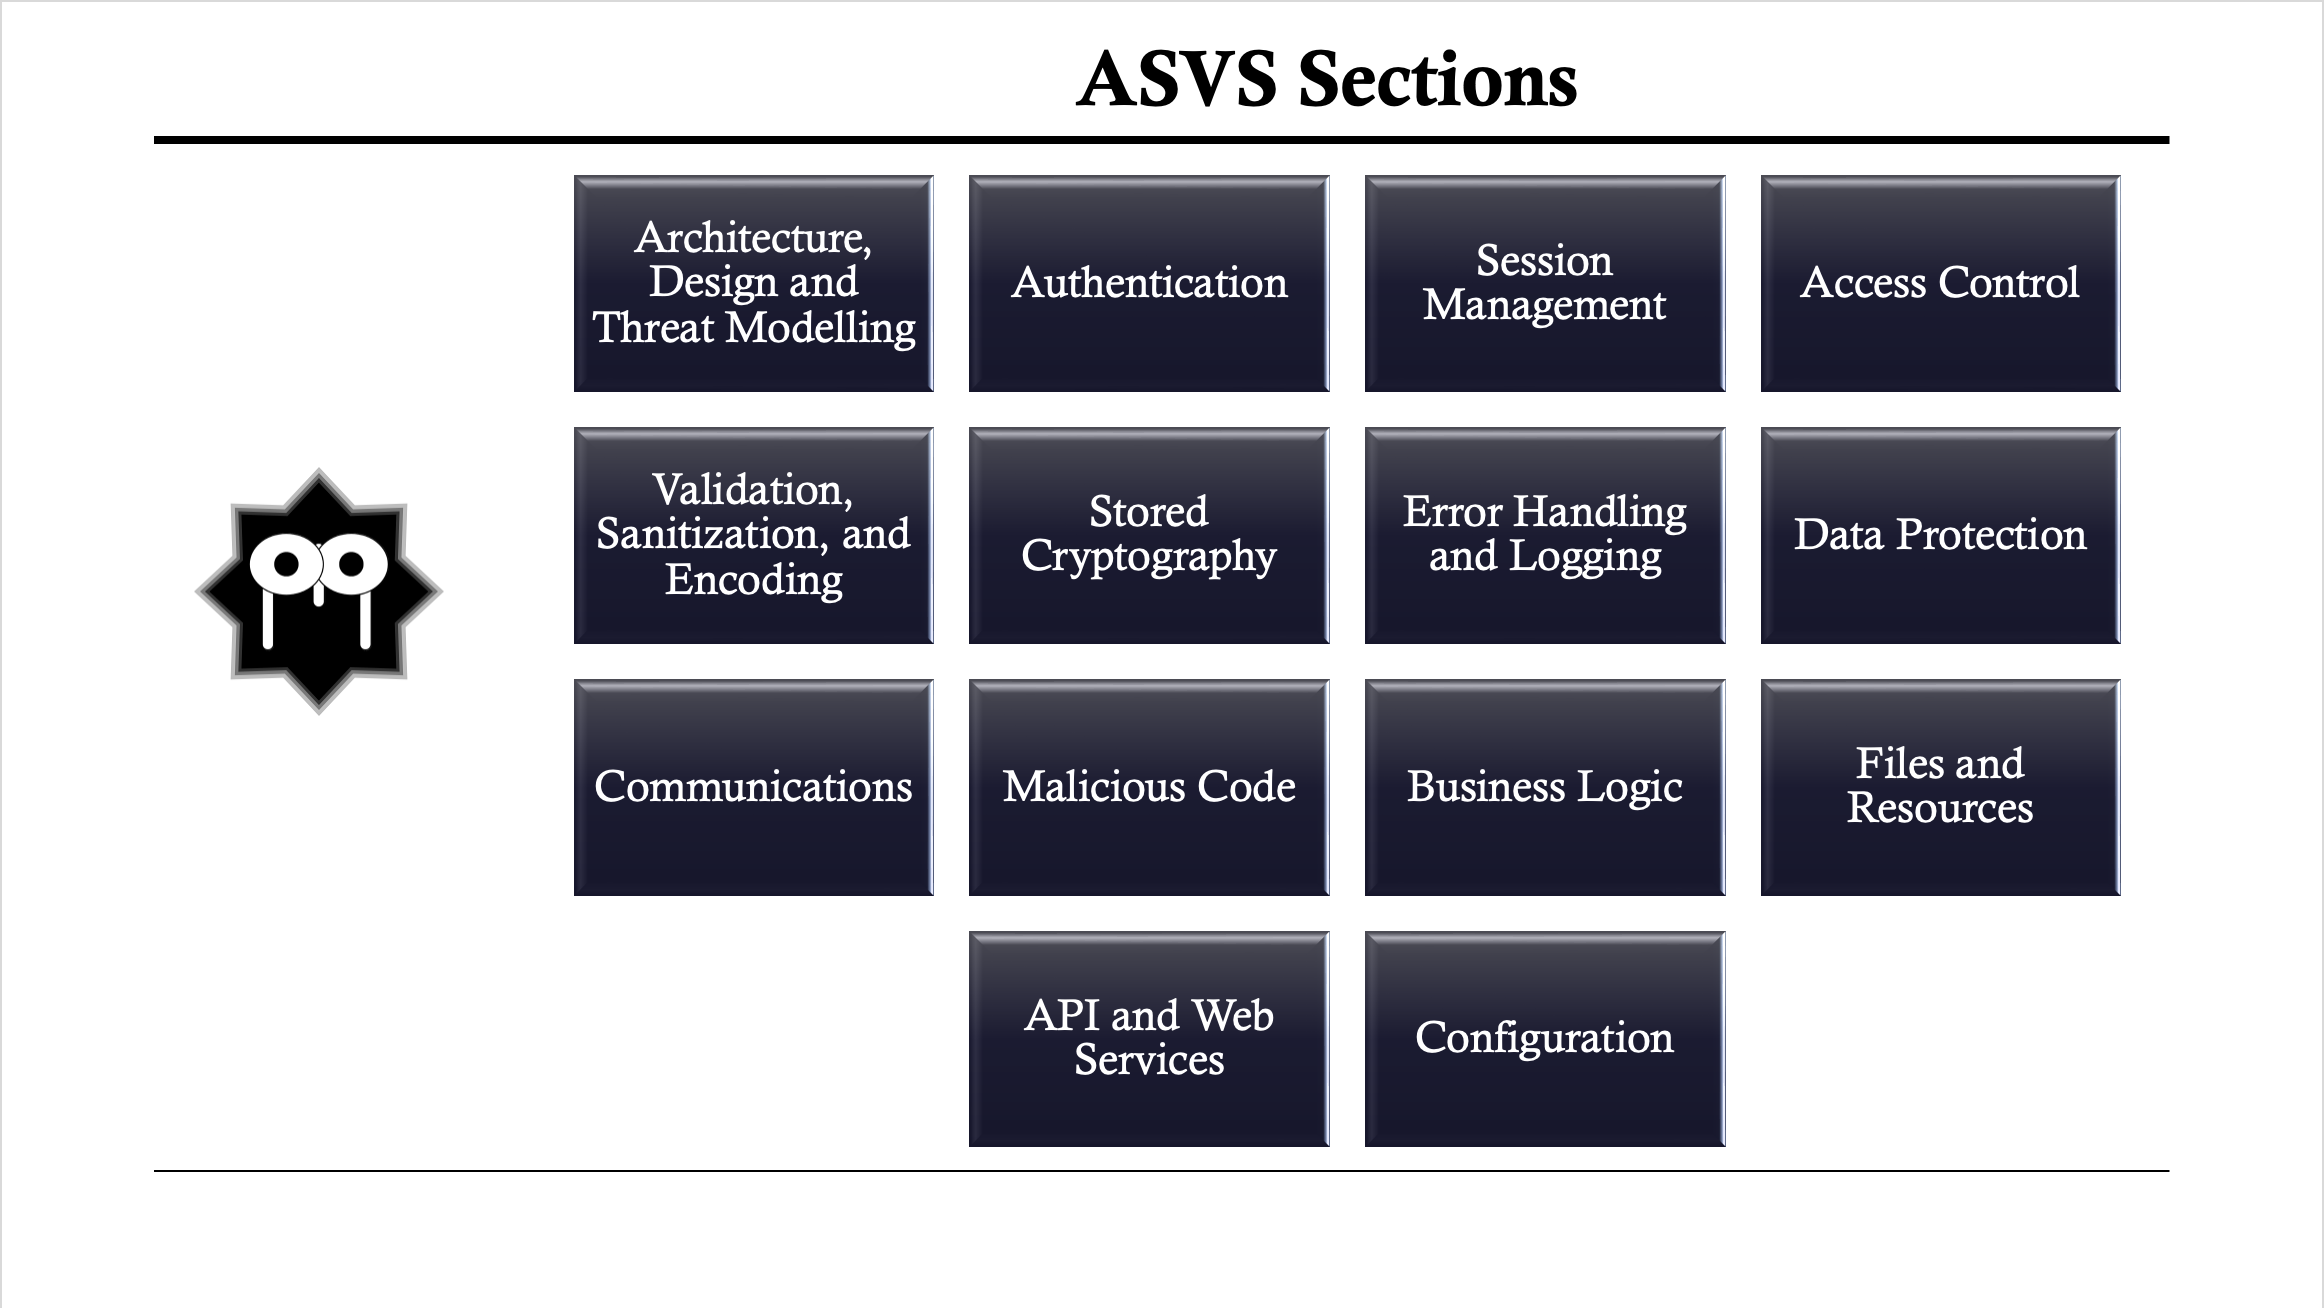 ASVS Sections
Architecture,
Design and
Threat Modelling
Authentication
Session
Management
Access Control
Validation,
Sanitization, and
Encoding
Stored
Cryptography
Error Handling
and Logging
Data Protection
Communications
Malicious Code
Business Logic
Files and
Resources
API and Web
Services
Configuration